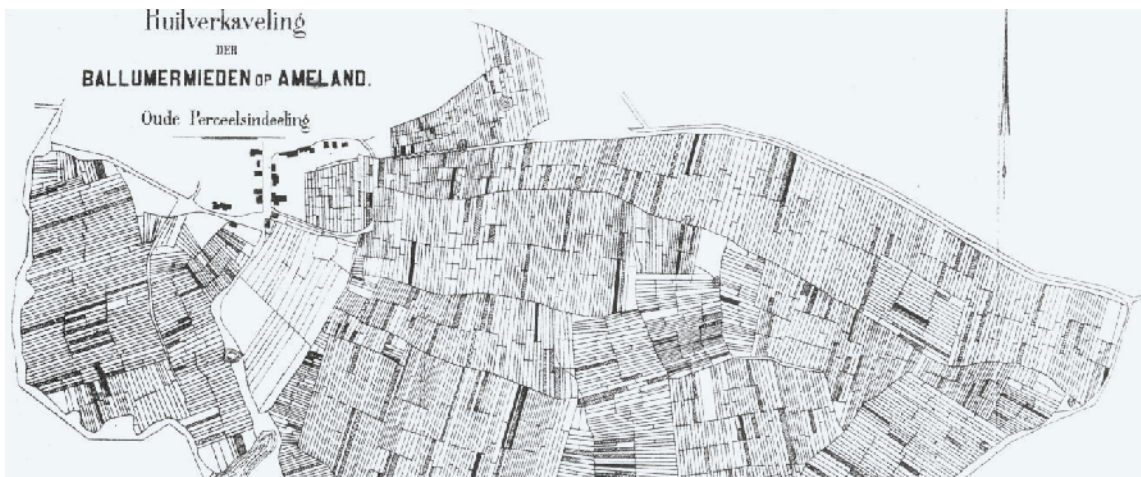 Ruilverkaveling
DER
BALLUMERMIEDEN OP AMELAND.
Oude Perceelsindeeling